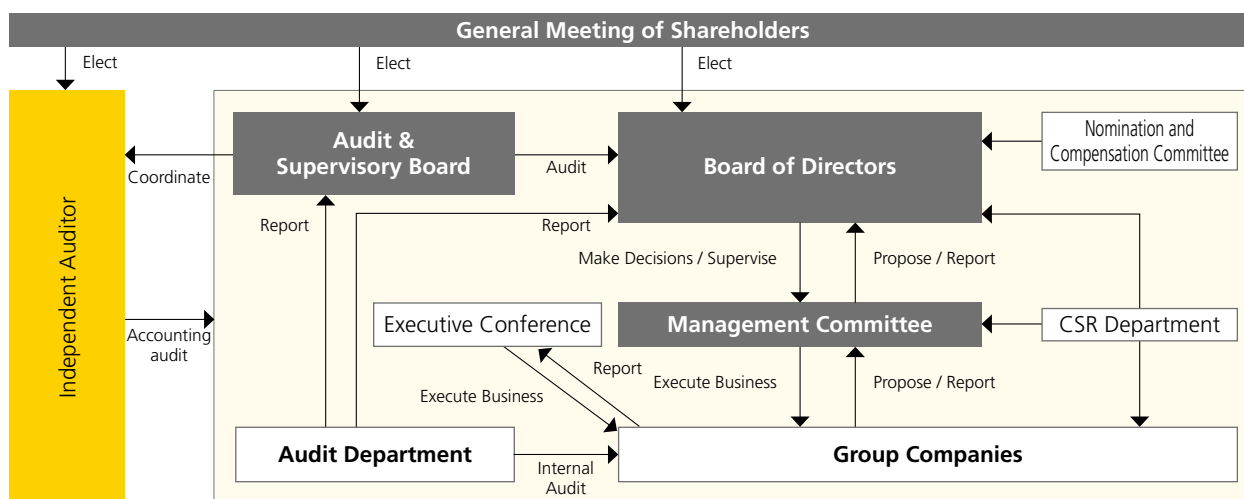 General Meeting of Shareholders
Elect
Elect
Elect
Independent Auditor
Audit &
Supervisory Board
Board of Directors
Nomination and
Compensation Committee
Coordinate
Audit
Report
Report
Make Decisions / Supervise
Propose / Report
Accounting
audit
Executive Conference
Management Committee
CSR Department
Report
Execute Business
Execute Business
Propose / Report
Audit Department
Internal
Audit
Group Companies